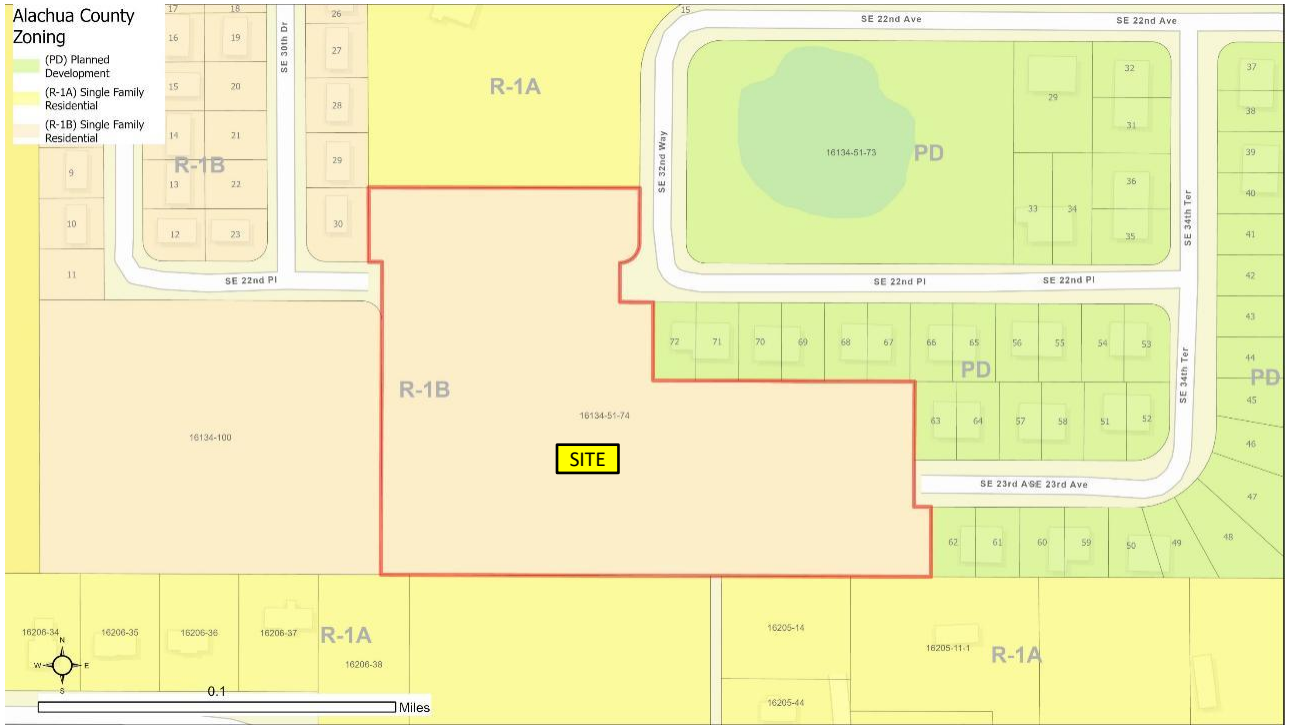 Alachua County
Zoning
(PD) Planned
Development
(R-1A) Single Family
Residential
(R-1B) Single Family
Residential
17
18
26
15
SE 22nd Ave
SE 22nd Ave
16
19
SE 30th Dr
27
R-1A
32
37
15
20
28
29
38
14
21
31
R-1B
29
SE 32nd Way
16134-51-73
PD
39
9
13
22
36
40
10
12
23
30
33
34
35
SE 34th Ter
41
11
SE 22nd Pl
SE 22nd Pl
SE 22nd Pl
42
43
72
71
70
69
68
67
66
65
56
55
54
53
44
PD
PD
R-1B
SE 34th Ter
45
16134-51-74
63
64
57
58
51
52
16134-100
46
SITE
SE 23rd A
SE 23rd Ave
47
62
61
60
59
50
49
48
16206-34
16206-35
16206-36
16206-37
R-1A
16205-14
N
W
E
S
16206-38
16205-11-1
R-1A
0.1
Miles
16205-44